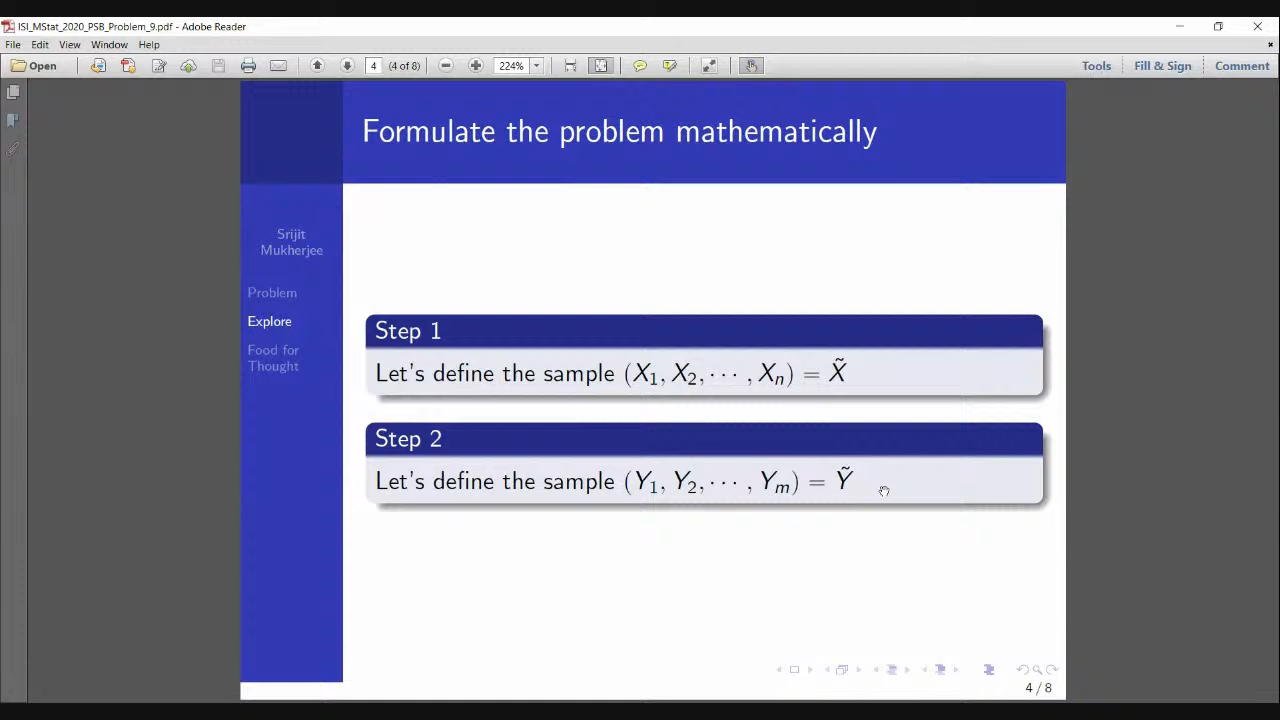 ISI_MStat_2020_PSB_Problem_9.pdf - Adobe Reader
File Edit View Window Help
Open 4 (4 of 8) 224% Tools Fill & Sign Comment
Formulate the problem mathematically
Srijit
Mukherjee
Problem
Explore
Food for
Thought
Step 1
Let's define the sample (X₁, X₂, ⋯ , Xₙ) = X̃
Step 2
Let's define the sample (Y₁, Y₂, ⋯ , Yₘ) = Ỹ
4 / 8